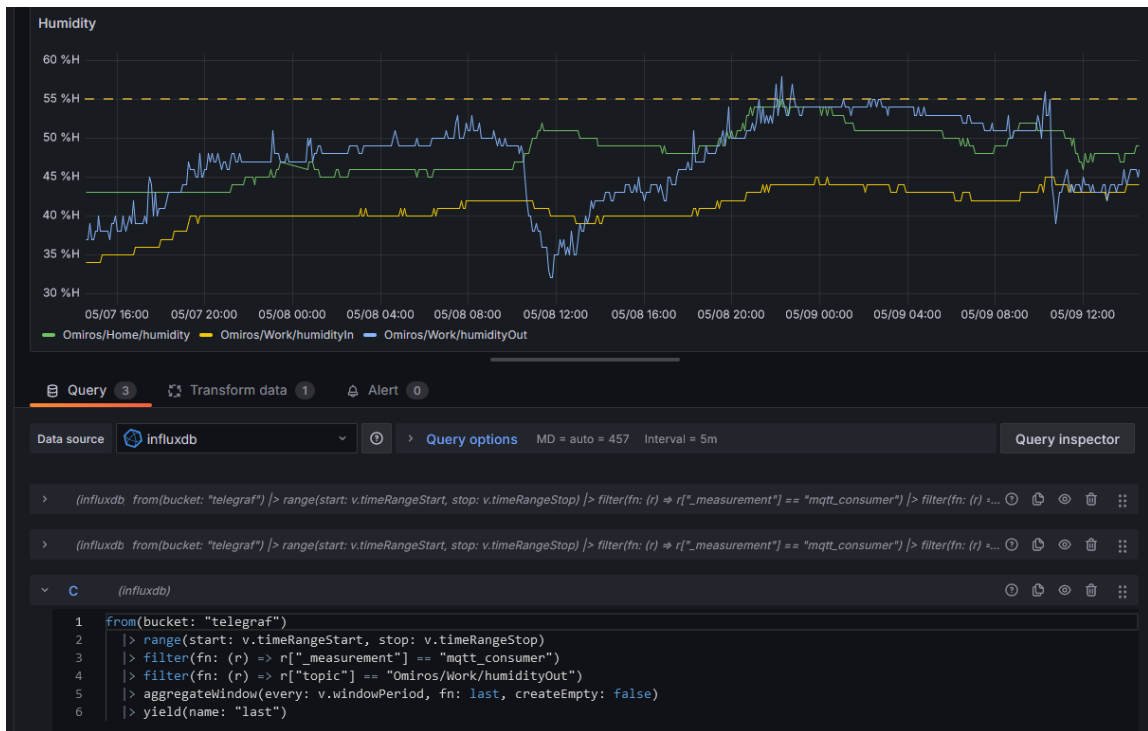 Humidity
60 %H
55 %H
50 %H
45 %H
40 %H
35 %H
30 %H
05/07 16:00 05/07 20:00 05/08 00:00 05/08 04:00 05/08 08:00 05/08 12:00 05/08 16:00 05/08 20:00 05/09 00:00 05/09 04:00 05/09 08:00 05/09 12:00
Omiros/Home/humidity Omiros/Work/humidityIn Omiros/Work/humidityOut
Query 3 Transform data 1 Alert 0
Data source influxdb Query options MD = auto = 457 Interval = 5m Query inspector
(influxdb from(bucket: "telegraf") |> range(start: v.timeRangeStart, stop: v.timeRangeStop) |> filter(fn: (r) => r["_measurement"] == "mqtt_consumer") |> filter(fn: (r) =...
(influxdb from(bucket: "telegraf") |> range(start: v.timeRangeStart, stop: v.timeRangeStop) |> filter(fn: (r) => r["_measurement"] == "mqtt_consumer") |> filter(fn: (r) =...
C (influxdb)
1 from(bucket: "telegraf")
2 |> range(start: v.timeRangeStart, stop: v.timeRangeStop)
3 |> filter(fn: (r) => r["_measurement"] == "mqtt_consumer")
4 |> filter(fn: (r) => r["topic"] == "Omiros/Work/humidityOut")
5 |> aggregateWindow(every: v.windowPeriod, fn: last, createEmpty: false)
6 |> yield(name: "last")